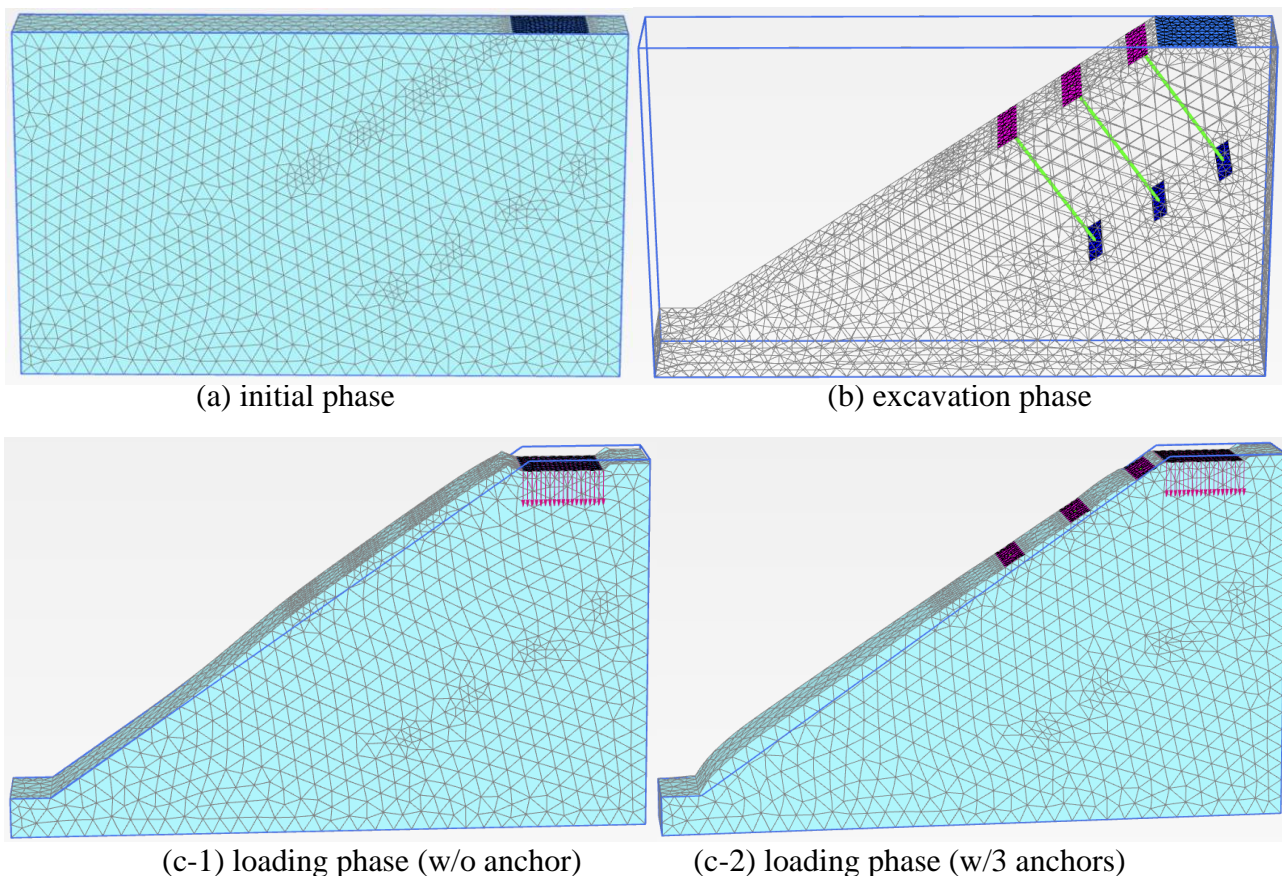 (a) initial phase
(b) excavation phase
(c-1) loading phase (w/o anchor)
(c-2) loading phase (w/3 anchors)